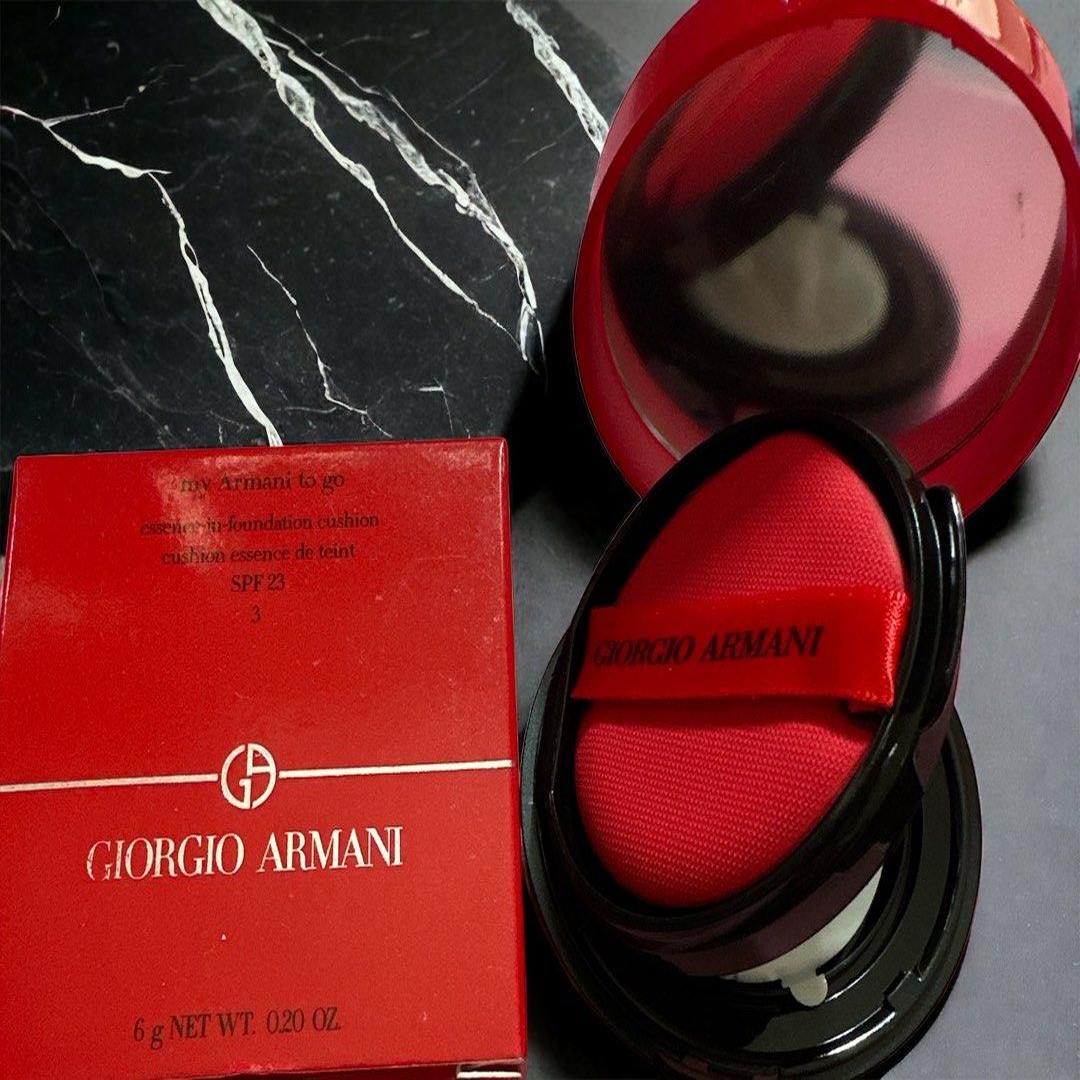 my Armani to go
essence-in-foundation cushion
cushion essence de teint
SPF 23
3
GA
GIORGIO ARMANI
6 g NET WT. 0.20 OZ.
GIORGIO ARMANI